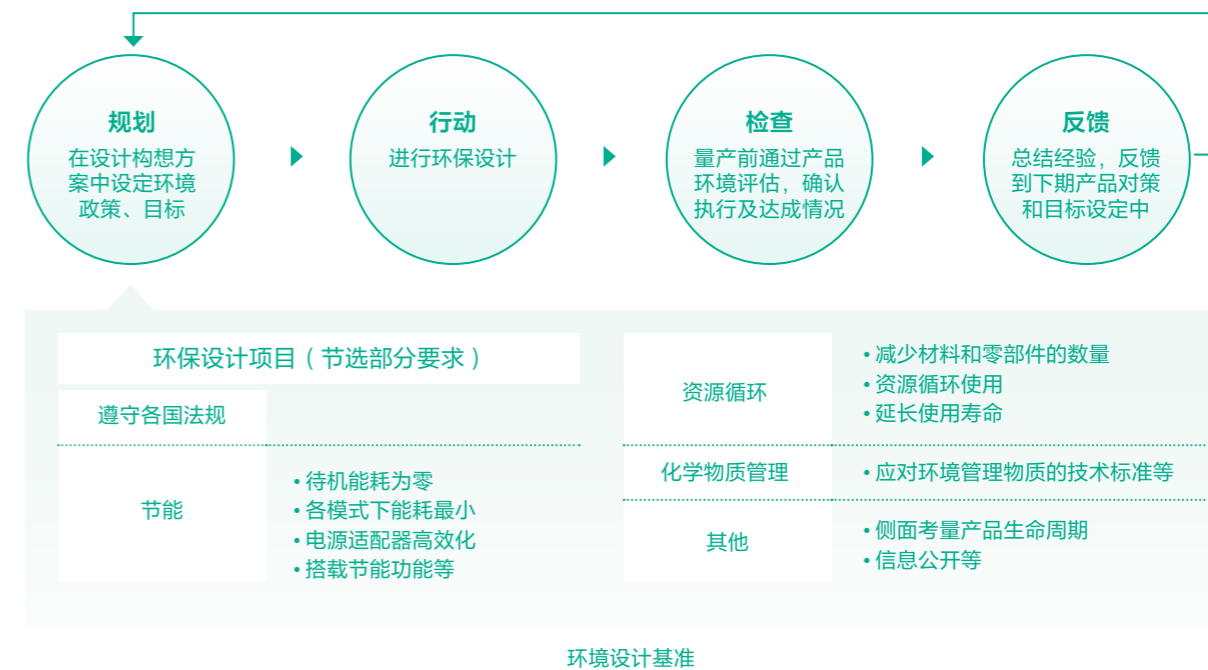 规划
在设计构想方
案中设定环境
政策、目标
行动
进行环保设计
检查
量产前通过产品
环境评估，确认
执行及达成情况
反馈
总结经验，反馈
到下期产品对策
和目标设定中
环保设计项目（节选部分要求）
遵守各国法规
节能
• 待机能耗为零
• 各模式下能耗最小
• 电源适配器高效化
• 搭载节能功能等
资源循环
• 减少材料和零部件的数量
• 资源循环使用
• 延长使用寿命
化学物质管理
• 应对环境管理物质的技术标准等
其他
• 侧面考量产品生命周期
• 信息公开等
环境设计基准